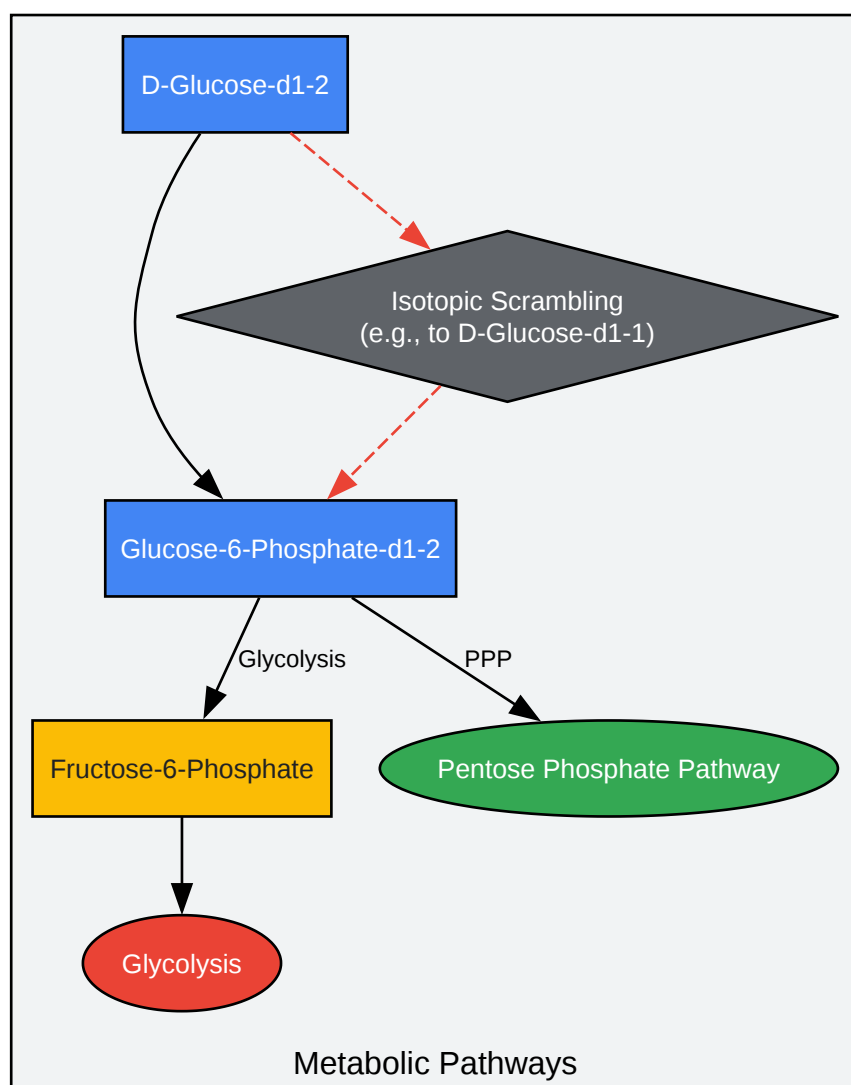 D-Glucose-d1-2
Isotopic Scrambling
(e.g., to D-Glucose-d1-1)
Glucose-6-Phosphate-d1-2
Glycolysis
PPP
Fructose-6-Phosphate
Pentose Phosphate Pathway
Glycolysis
Metabolic Pathways